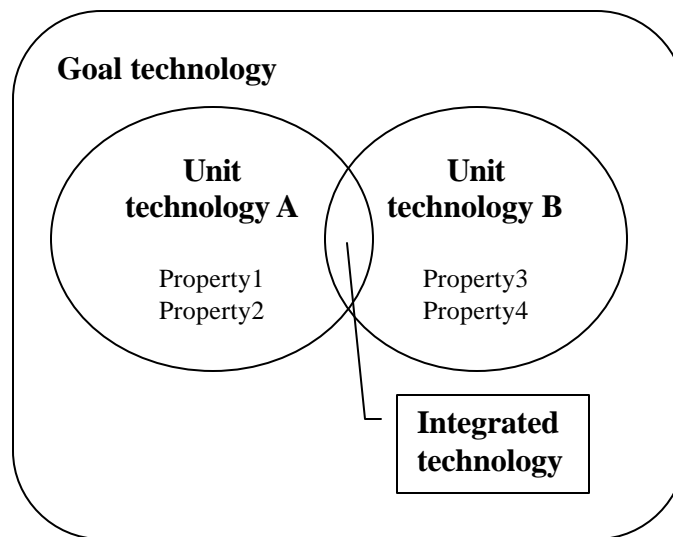 Goal technology
Unit
technology A
Property1
Property2
Unit
technology B
Property3
Property4
Integrated
technology